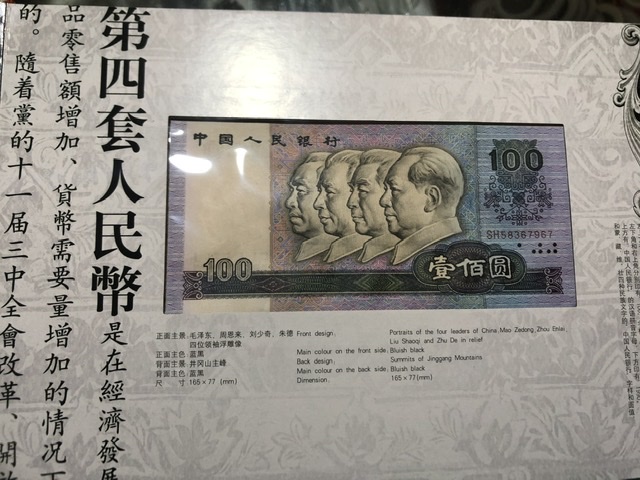 第四套人民幣是在經濟發展
品零售額增加、貨幣需要量增加的情況下
的。隨着黨的十一届三中全會改革、開放
中国人民银行
100
SH58367967
100
壹佰圆
正面主景：毛泽东、周恩来、刘少奇、朱德 Front design, Portraits of the four leaders of China, Mao Zedong, Zhou Enlai,
四位领袖浮雕像 Liu Shaoqi and Zhu De in relief
正面主色：蓝黑 Main colour on the front side, Bluish black
背面主景：井冈山主峰 Back design, Summits of Jinggang Mountains
背面主色：蓝黑 Main colour on the back side, Bluish black
尺 寸 165×77 (mm) Dimension, 165×77 (mm)